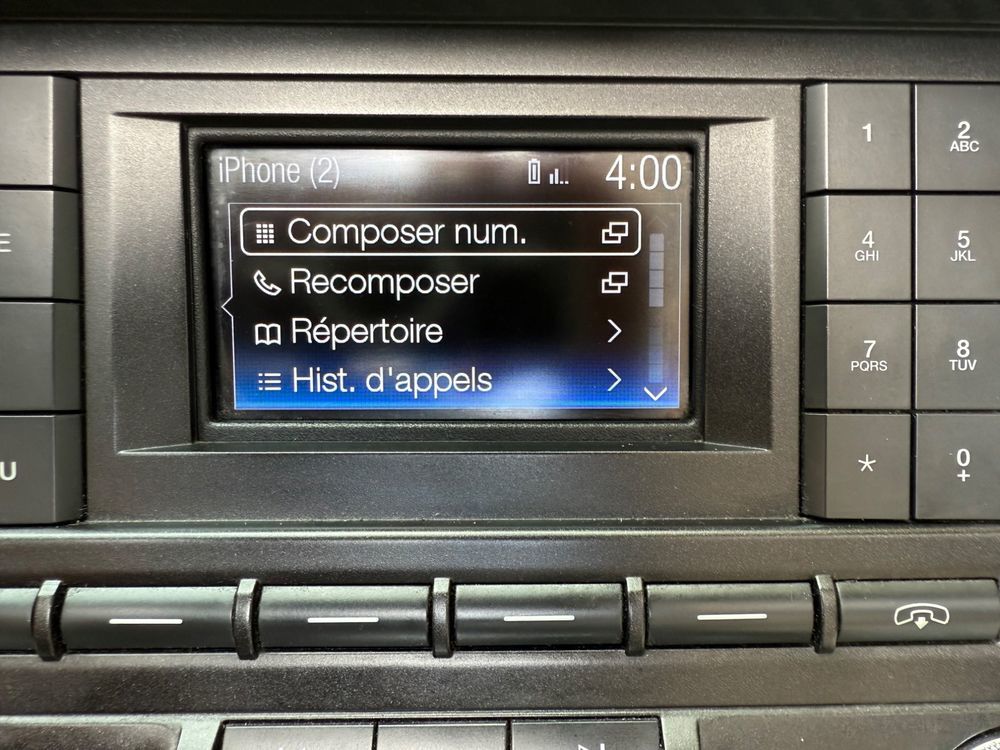 iPhone (2) 4:00
Composer num.
Recomposer
Répertoire
Hist. d'appels
1
2
ABC
4
GHI
5
JKL
7
PQRS
8
TUV
*
0
+
E
U